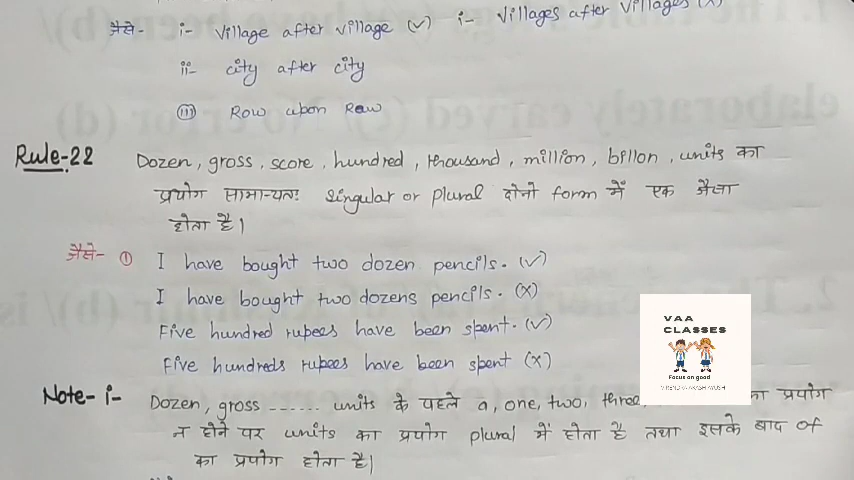 जैसे- i- Village after village (✓) i- Villages after villages (x)
ii- city after city
(iii) Row upon Row
Rule-22 Dozen, gross, score, hundred, thousand, million, billon, units का
प्रयोग सामान्यतः singular or plural दोनो form में एक जैसा
होता है।
जैसे- ① I have bought two dozen pencils. (✓)
I have bought two dozens pencils. (x)
Five hundred rupees have been spent. (✓)
Five hundreds rupees have been spent (x)
VAA
CLASSES
Focus on good
Note- i- Dozen, gross ...... units के पहले a, one, two, three, का प्रयोग
न होने पर units का प्रयोग plural में होता है तथा इसके बाद of
का प्रयोग होता है।